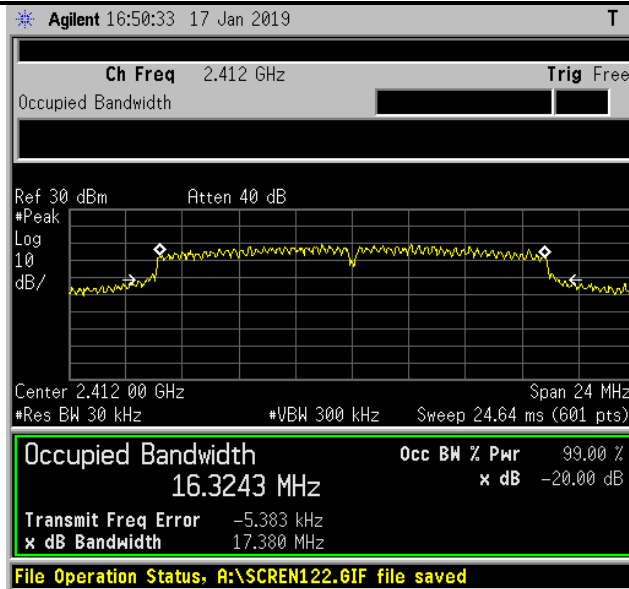 Agilent 16:50:33 17 Jan 2019 T
Ch Freq 2.412 GHz Trig Free
Occupied Bandwidth
Ref 30 dBm Atten 40 dB
#Peak
Log
10
dB/
Center 2.412 00 GHz Span 24 MHz
#Res BW 30 kHz #VBW 300 kHz Sweep 24.64 ms (601 pts)
Occupied Bandwidth Occ BW % Pwr 99.00 %
16.3243 MHz x dB -20.00 dB
Transmit Freq Error -5.383 kHz
x dB Bandwidth 17.380 MHz
File Operation Status, A:\SCREN122.GIF file saved